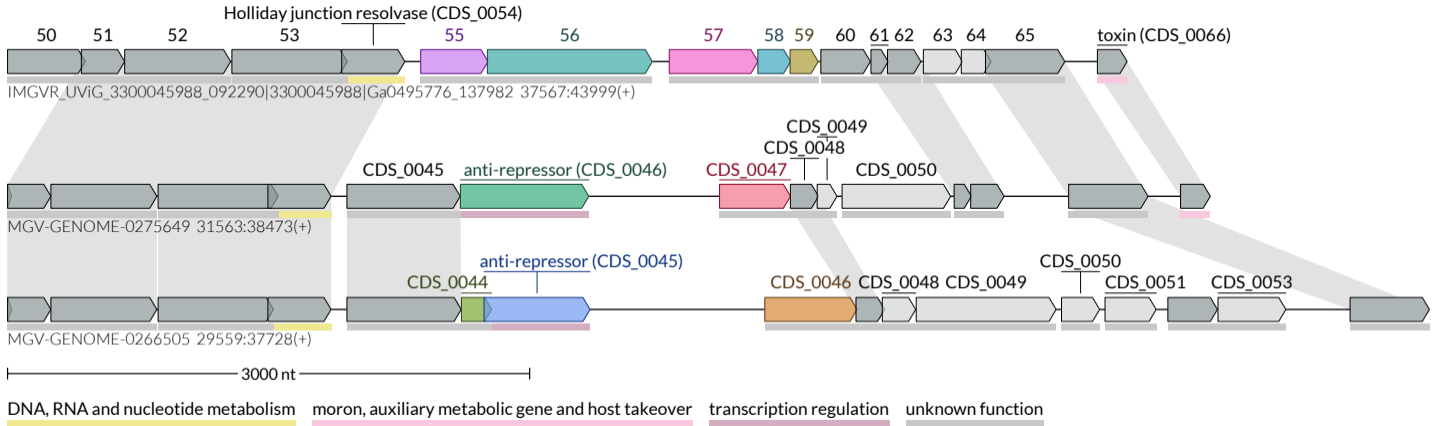 Holliday junction resolvase (CDS_0054)
50 51 52 53 55 56 57 58 59 60 61 62 63 64 65 toxin (CDS_0066)
IMGVR_UViG_3300045988_092290|3300045988|Ga0495776_137982 37567:43999(+)
CDS_0049
CDS_0048
CDS_0045 anti-repressor (CDS_0046) CDS_0047 CDS_0050
MGV-GENOME-0275649 31563:38473(+)
anti-repressor (CDS_0045) CDS_0050
CDS_0044 CDS_0046 CDS_0048 CDS_0049 CDS_0051 CDS_0053
MGV-GENOME-0266505 29559:37728(+)
3000 nt
DNA, RNA and nucleotide metabolism moron, auxiliary metabolic gene and host takeover transcription regulation unknown function